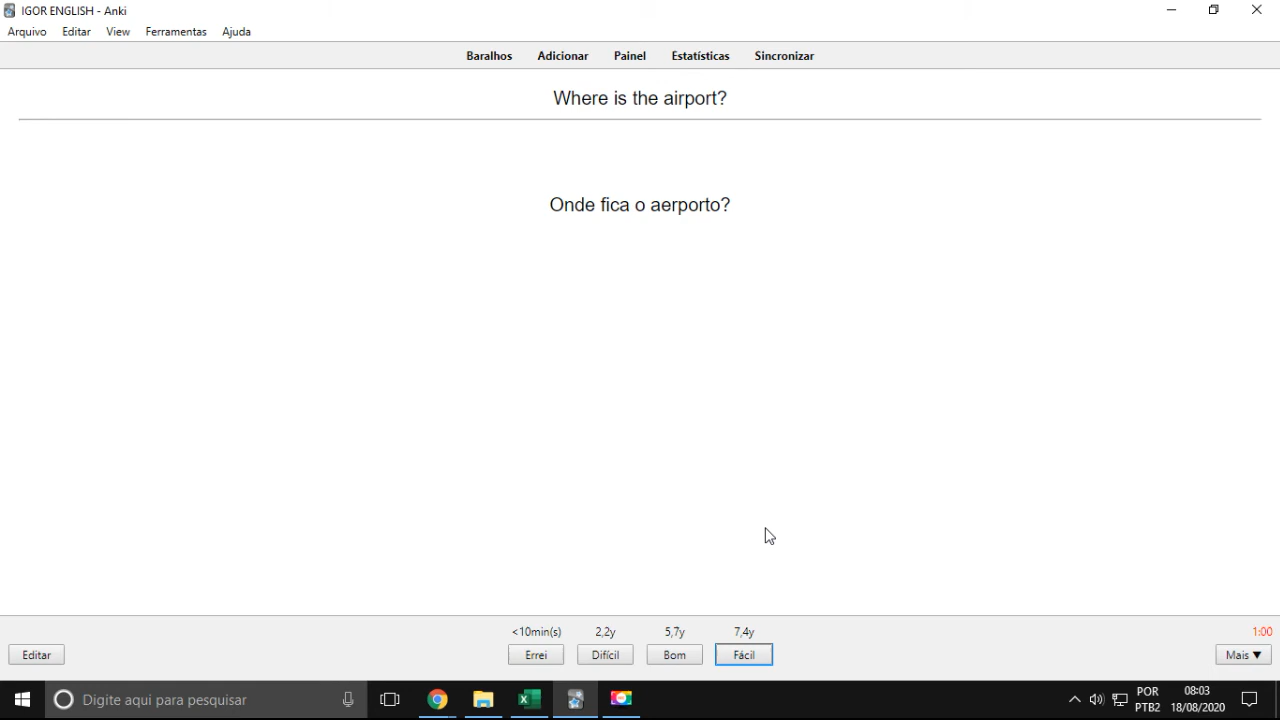 IGOR ENGLISH - Anki
Arquivo Editar View Ferramentas Ajuda
Baralhos Adicionar Painel Estatísticas Sincronizar
Where is the airport?
Onde fica o aerporto?
<10min(s) 2,2y 5,7y 7,4y 1:00
Editar Errei Difícil Bom Fácil Mais ▼
Digite aqui para pesquisar
POR 08:03
PTB2 18/08/2020